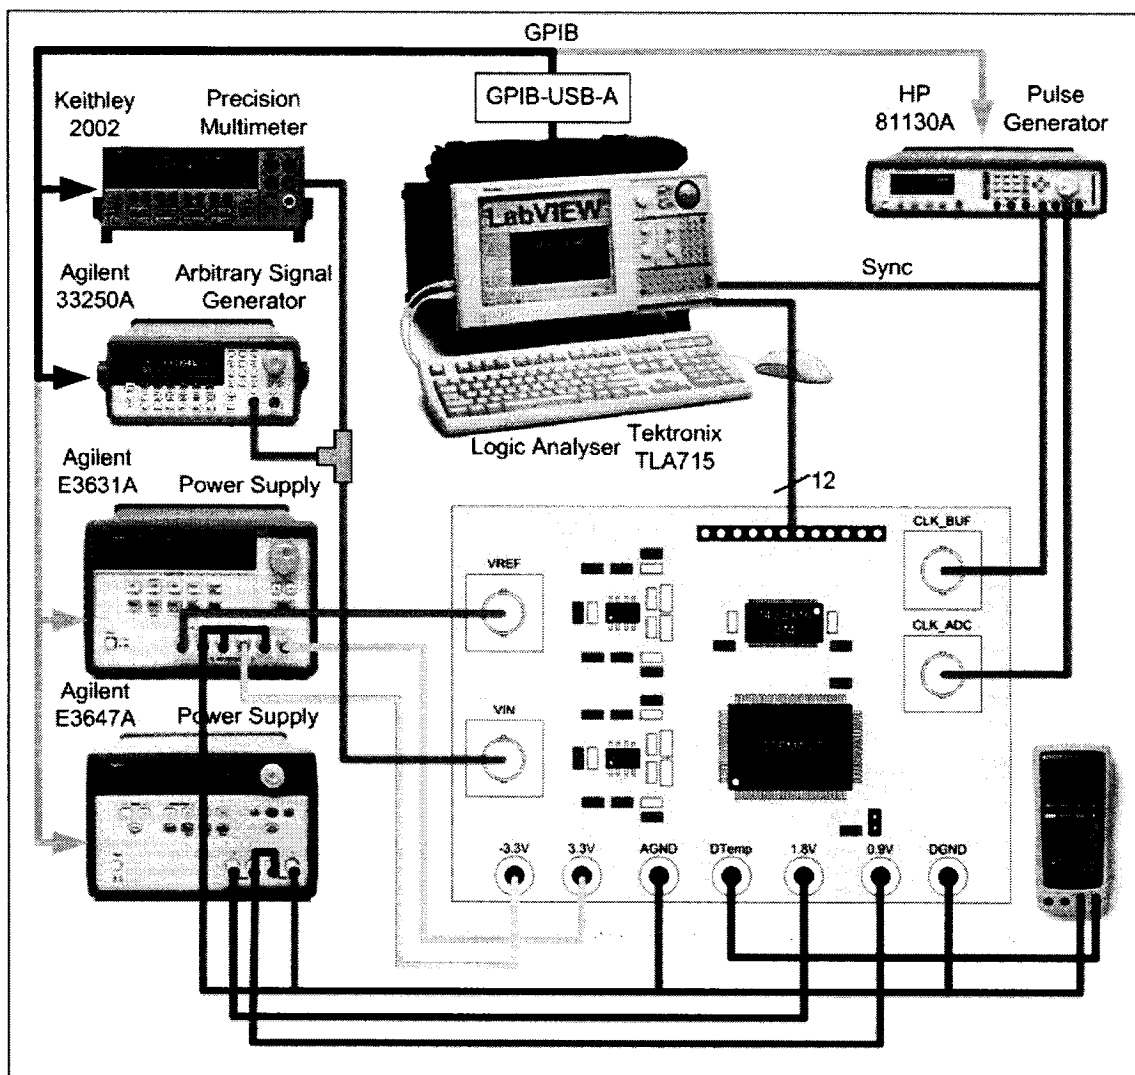 GPIB
GPIB-USB-A
Keithley
2002
Precision
Multimeter
HP
81130A
Pulse
Generator
LabVIEW
Agilent
33250A
Arbitrary Signal
Generator
Sync
Agilent
E3631A
Power Supply
Logic Analyser
Tektronix
TLA715
12
CLK_BUF
VREF
CLK_ADC
Agilent
E3647A
Power Supply
VIN
-3.3V
3.3V
AGND
DTemp
1.8V
0.9V
DGND